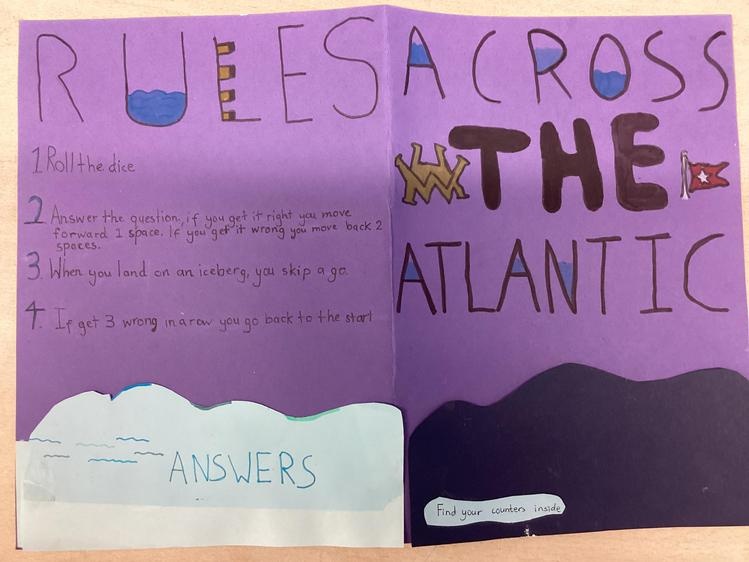 RULES
1 Roll the dice
2 Answer the question, if you get it right you move
forward 1 space. If you get it wrong you move back 2
spaces.
3. When you land on an iceberg, you skip a go.
4. If get 3 wrong in a row you go back to the start
ANSWERS
ACROSS
THE
ATLANTIC
Find your counters inside